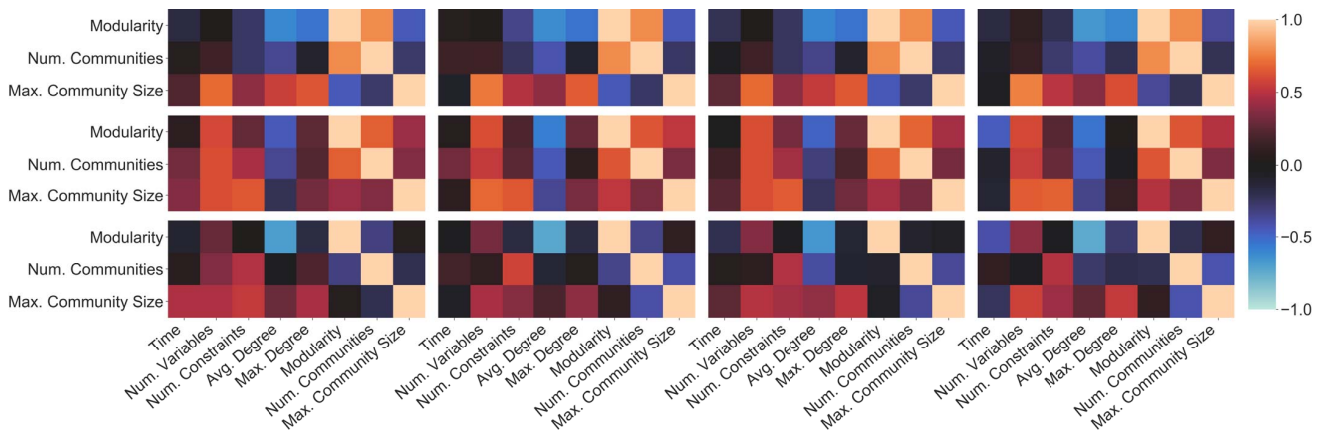 Modularity
Num. Communities
Max. Community Size
Modularity
Num. Communities
Max. Community Size
Modularity
Num. Communities
Max. Community Size
1.0
0.5
0.0
−0.5
−1.0
Time
Num. Variables
Num. Constraints
Avg. Degree
Max. Degree
Modularity
Num. Communities
Max. Community Size
Time
Num. Variables
Num. Constraints
Avg. Degree
Max. Degree
Modularity
Num. Communities
Max. Community Size
Time
Num. Variables
Num. Constraints
Avg. Degree
Max. Degree
Modularity
Num. Communities
Max. Community Size
Time
Num. Variables
Num. Constraints
Avg. Degree
Max. Degree
Modularity
Num. Communities
Max. Community Size